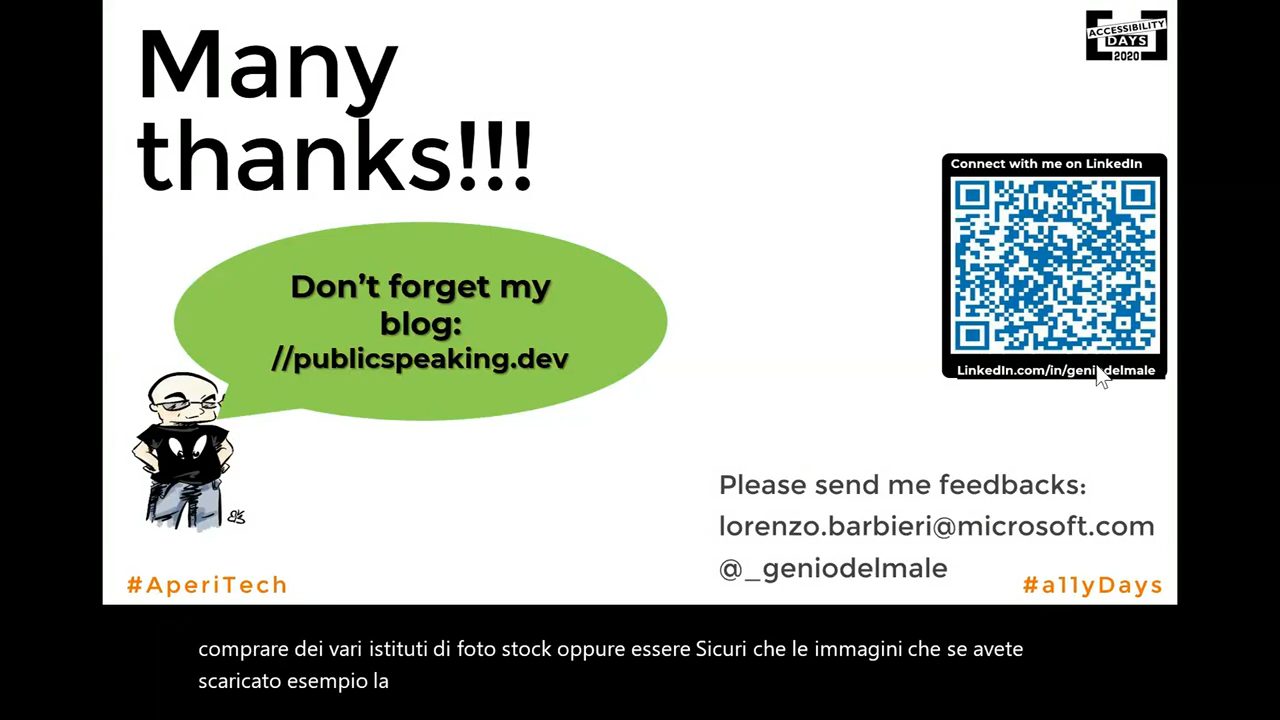 Many
thanks!!!
ACCESSIBILITY
DAYS
2020
Connect with me on LinkedIn
Don’t forget my
blog:
//publicspeaking.dev
LinkedIn.com/in/geniodelmale
Please send me feedbacks:
lorenzo.barbieri@microsoft.com
@_geniodelmale
#AperiTech
#a11yDays
comprare dei vari istituti di foto stock oppure essere Sicuri che le immagini che se avete
scaricato esempio la